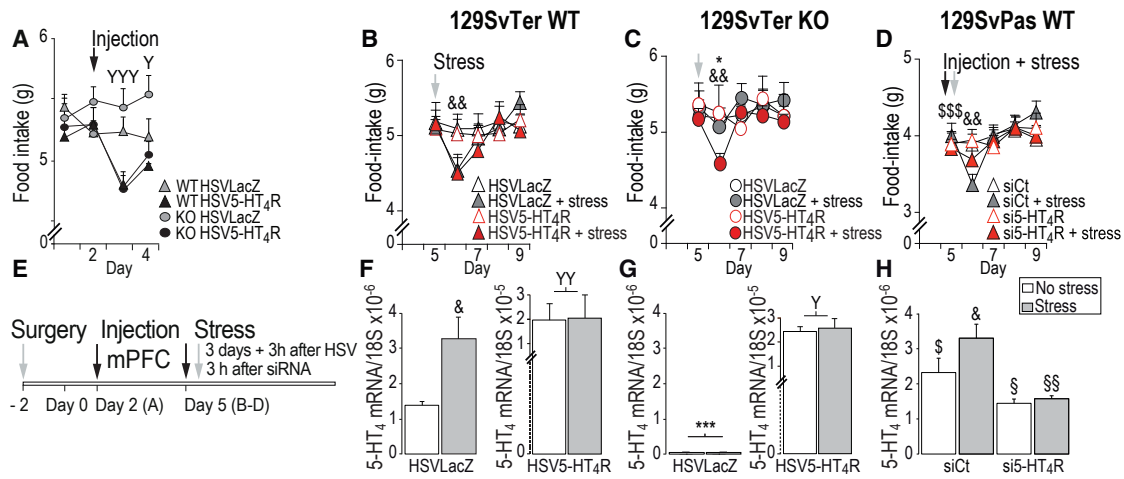 129SvTer WT
129SvTer KO
129SvPas WT
A
Injection
YYY
Y
Food-intake (g)
6
5
0
2
4
Day
WT HSVLacZ
WT HSV5-HT4R
KO HSVLacZ
KO HSV5-HT4R
B
Stress
&&
Food-intake (g)
6
5
4
0
5
7
9
Day
HSVLacZ
HSVLacZ + stress
HSV5-HT4R
HSV5-HT4R + stress
C
*
&&
Food-intake (g)
6
5
4
0
5
7
9
Day
HSVLacZ
HSVLacZ + stress
HSV5-HT4R
HSV5-HT4R + stress
D
Injection + stress
$$$
&&
Food-intake (g)
5
4
3
0
5
7
9
Day
siCt
siCt + stress
si5-HT4R
si5-HT4R + stress
E
Surgery
Injection
mPFC
Stress
3 days + 3h after HSV
3 h after siRNA
- 2
Day 0
Day 2 (A)
Day 5 (B-D)
F
5-HT4 mRNA/18S x10-6
4
3
2
1
0
&
HSVLacZ
5-HT4 mRNA/18S x10-5
3
2
1
0
YY
HSV5-HT4R
G
5-HT4 mRNA/18S x10-6
4
3
2
1
0
***
HSVLacZ
5-HT4 mRNA/18S x10-5
3
2
1
0
Y
HSV5-HT4R
H
No stress
Stress
5-HT4 mRNA/18S x10-6
4
3
2
1
0
$
&
§
§§
siCt
si5-HT4R